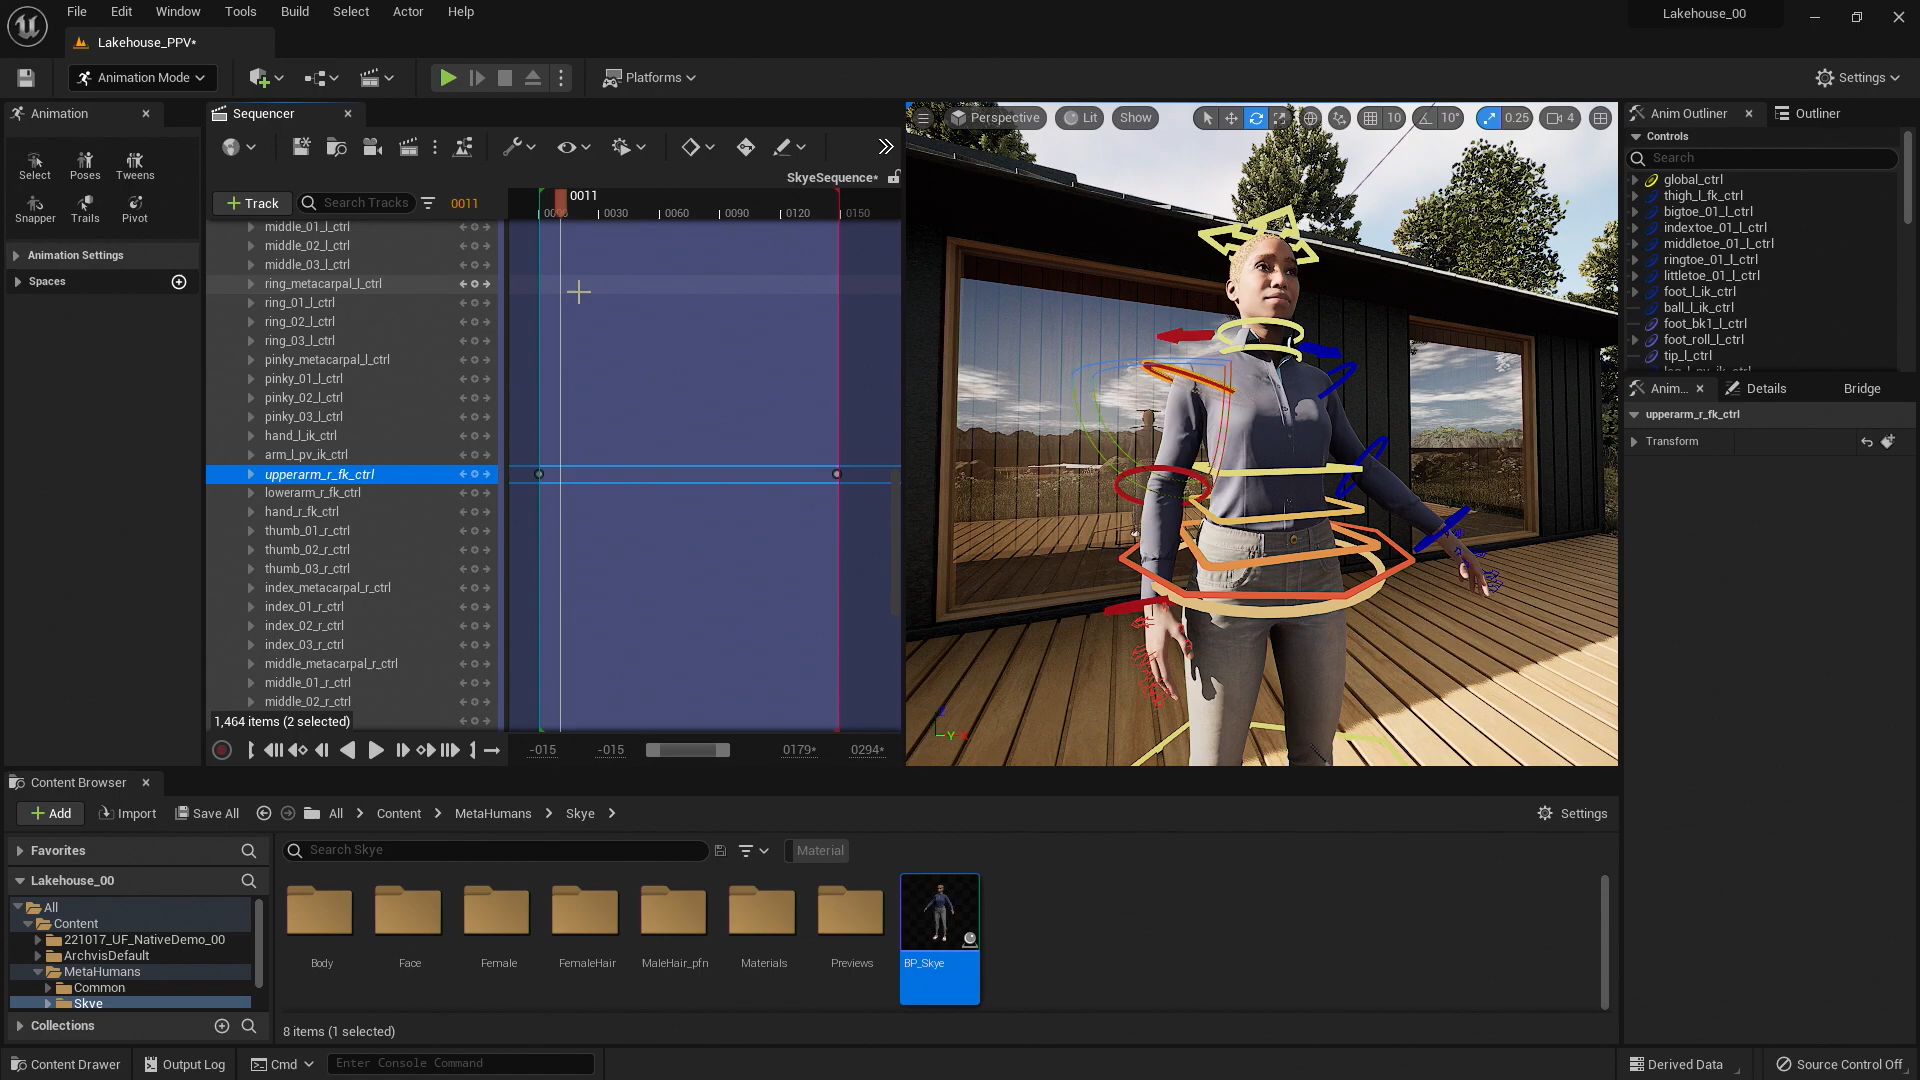 File Edit Window Tools Build Select Actor Help
Lakehouse_00
Lakehouse_PPV*
Animation Mode
Platforms
Settings
Animation
Select Poses Tweens
Snapper Trails Pivot
Animation Settings
Spaces
Sequencer
SkyeSequence*
Track
Search Tracks
0011
0011
0030 0060 0090 0120 0150
middle_01_l_ctrl
middle_02_l_ctrl
middle_03_l_ctrl
ring_metacarpal_l_ctrl
ring_01_l_ctrl
ring_02_l_ctrl
ring_03_l_ctrl
pinky_metacarpal_l_ctrl
pinky_01_l_ctrl
pinky_02_l_ctrl
pinky_03_l_ctrl
hand_l_ik_ctrl
arm_l_pv_ik_ctrl
upperarm_r_fk_ctrl
lowerarm_r_fk_ctrl
hand_r_fk_ctrl
thumb_01_r_ctrl
thumb_02_r_ctrl
thumb_03_r_ctrl
index_metacarpal_r_ctrl
index_01_r_ctrl
index_02_r_ctrl
index_03_r_ctrl
middle_metacarpal_r_ctrl
middle_01_r_ctrl
middle_02_r_ctrl
1,464 items (2 selected)
-015 -015 0179* 0294*
Perspective Lit Show 10 10° 0.25 4
Y
Anim Outliner
Outliner
Controls
Search
global_ctrl
thigh_l_fk_ctrl
bigtoe_01_l_ctrl
indextoe_01_l_ctrl
middletoe_01_l_ctrl
ringtoe_01_l_ctrl
littletoe_01_l_ctrl
foot_l_ik_ctrl
ball_l_ik_ctrl
foot_bk1_l_ctrl
foot_roll_l_ctrl
tip_l_ctrl
Anim... Details Bridge
upperarm_r_fk_ctrl
Transform
Content Browser
Add Import Save All All Content MetaHumans Skye
Settings
Favorites
Lakehouse_00
All
Content
221017_UF_NativeDemo_00
ArchvisDefault
MetaHumans
Common
Skye
Collections
Search Skye
Material
Body Face Female FemaleHair MaleHair_pfn Materials Previews BP_Skye
8 items (1 selected)
Content Drawer Output Log Cmd Enter Console Command
Derived Data Source Control Off